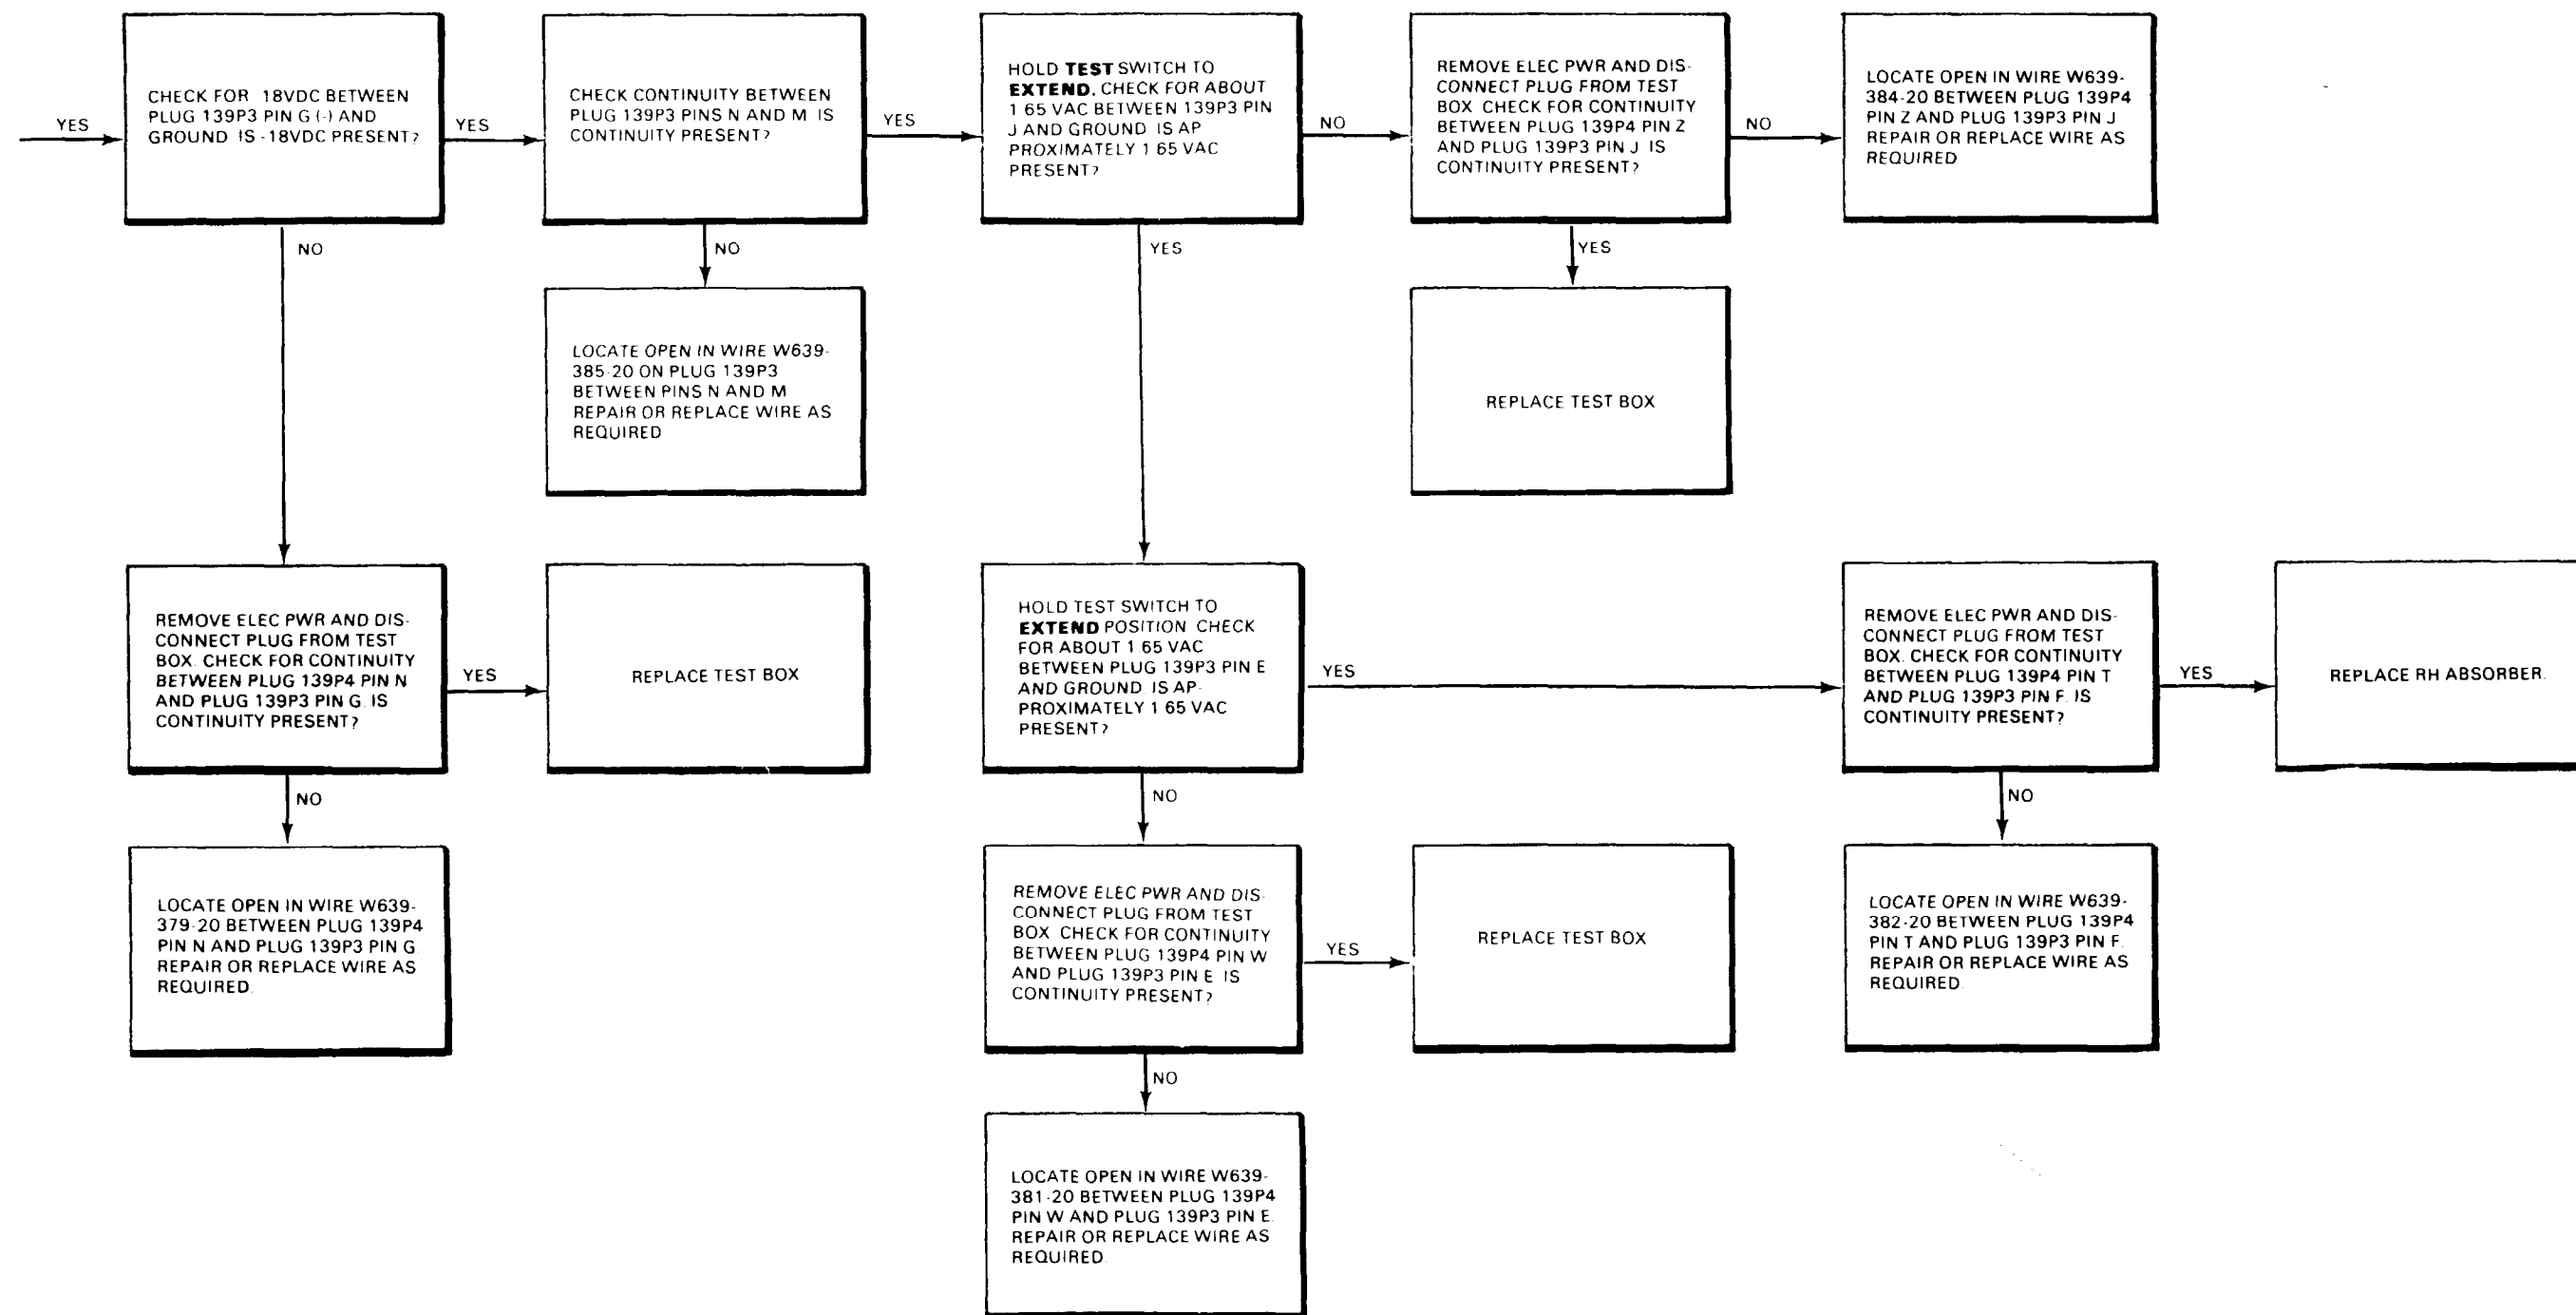 YES
CHECK FOR 18VDC BETWEEN
PLUG 139P3 PIN G (-) AND
GROUND IS -18VDC PRESENT?
YES
CHECK CONTINUITY BETWEEN
PLUG 139P3 PINS N AND M IS
CONTINUITY PRESENT?
YES
HOLD TEST SWITCH TO
EXTEND. CHECK FOR ABOUT
1 65 VAC BETWEEN 139P3 PIN
J AND GROUND IS AP
PROXIMATELY 1 65 VAC
PRESENT?
NO
REMOVE ELEC PWR AND DIS-
CONNECT PLUG FROM TEST
BOX CHECK FOR CONTINUITY
BETWEEN PLUG 139P4 PIN Z
AND PLUG 139P3 PIN J IS
CONTINUITY PRESENT?
NO
LOCATE OPEN IN WIRE W639-
384-20 BETWEEN PLUG 139P4
PIN Z AND PLUG 139P3 PIN J
REPAIR OR REPLACE WIRE AS
REQUIRED
NO
NO
YES
YES
LOCATE OPEN IN WIRE W639-
385-20 ON PLUG 139P3
BETWEEN PINS N AND M
REPAIR OR REPLACE WIRE AS
REQUIRED
REPLACE TEST BOX
REMOVE ELEC PWR AND DIS-
CONNECT PLUG FROM TEST
BOX. CHECK FOR CONTINUITY
BETWEEN PLUG 139P4 PIN N
AND PLUG 139P3 PIN G. IS
CONTINUITY PRESENT?
YES
REPLACE TEST BOX
HOLD TEST SWITCH TO
EXTEND POSITION CHECK
FOR ABOUT 1 65 VAC
BETWEEN PLUG 139P3 PIN E
AND GROUND IS AP-
PROXIMATELY 1 65 VAC
PRESENT?
YES
REMOVE ELEC PWR AND DIS-
CONNECT PLUG FROM TEST
BOX. CHECK FOR CONTINUITY
BETWEEN PLUG 139P4 PIN T
AND PLUG 139P3 PIN F. IS
CONTINUITY PRESENT?
YES
REPLACE RH ABSORBER.
NO
NO
NO
LOCATE OPEN IN WIRE W639-
379-20 BETWEEN PLUG 139P4
PIN N AND PLUG 139P3 PIN G
REPAIR OR REPLACE WIRE AS
REQUIRED.
REMOVE ELEC PWR AND DIS-
CONNECT PLUG FROM TEST
BOX CHECK FOR CONTINUITY
BETWEEN PLUG 139P4 PIN W
AND PLUG 139P3 PIN E IS
CONTINUITY PRESENT?
YES
REPLACE TEST BOX
LOCATE OPEN IN WIRE W639-
382-20 BETWEEN PLUG 139P4
PIN T AND PLUG 139P3 PIN F.
REPAIR OR REPLACE WIRE AS
REQUIRED.
NO
LOCATE OPEN IN WIRE W639-
381-20 BETWEEN PLUG 139P4
PIN W AND PLUG 139P3 PIN E.
REPAIR OR REPLACE WIRE AS
REQUIRED.